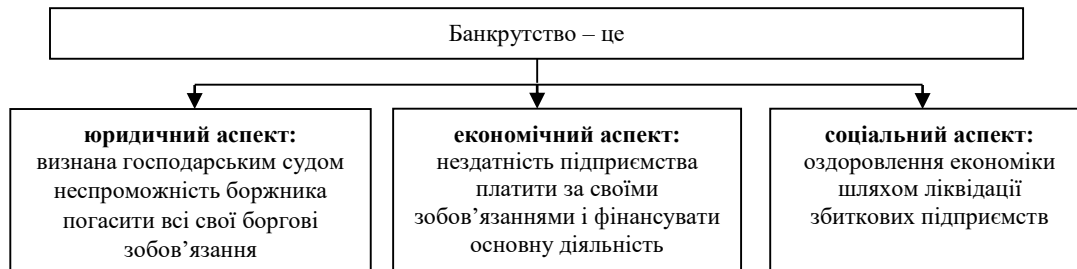 Банкрутство – це
юридичний аспект:
визнана господарським судом
неспроможність боржника
погасити всі свої боргові
зобов’язання
економічний аспект:
нездатність підприємства
платити за своїми
зобов’язаннями і фінансувати
основну діяльність
соціальний аспект:
оздоровлення економіки
шляхом ліквідації
збиткових підприємств